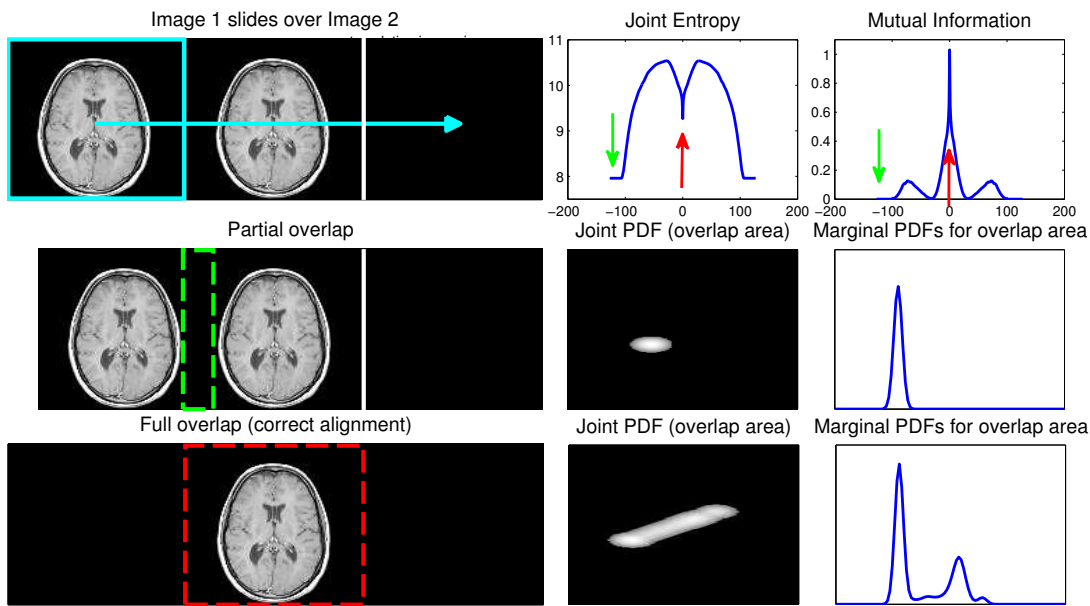 Image 1 slides over Image 2
Joint Entropy
Mutual Information
11
10
9
8
−200 −100 0 100 200
1
0.8
0.6
0.4
0.2
0
−200 −100 0 100 200
Partial overlap
Joint PDF (overlap area)
Marginal PDFs for overlap area
Full overlap (correct alignment)
Joint PDF (overlap area)
Marginal PDFs for overlap area